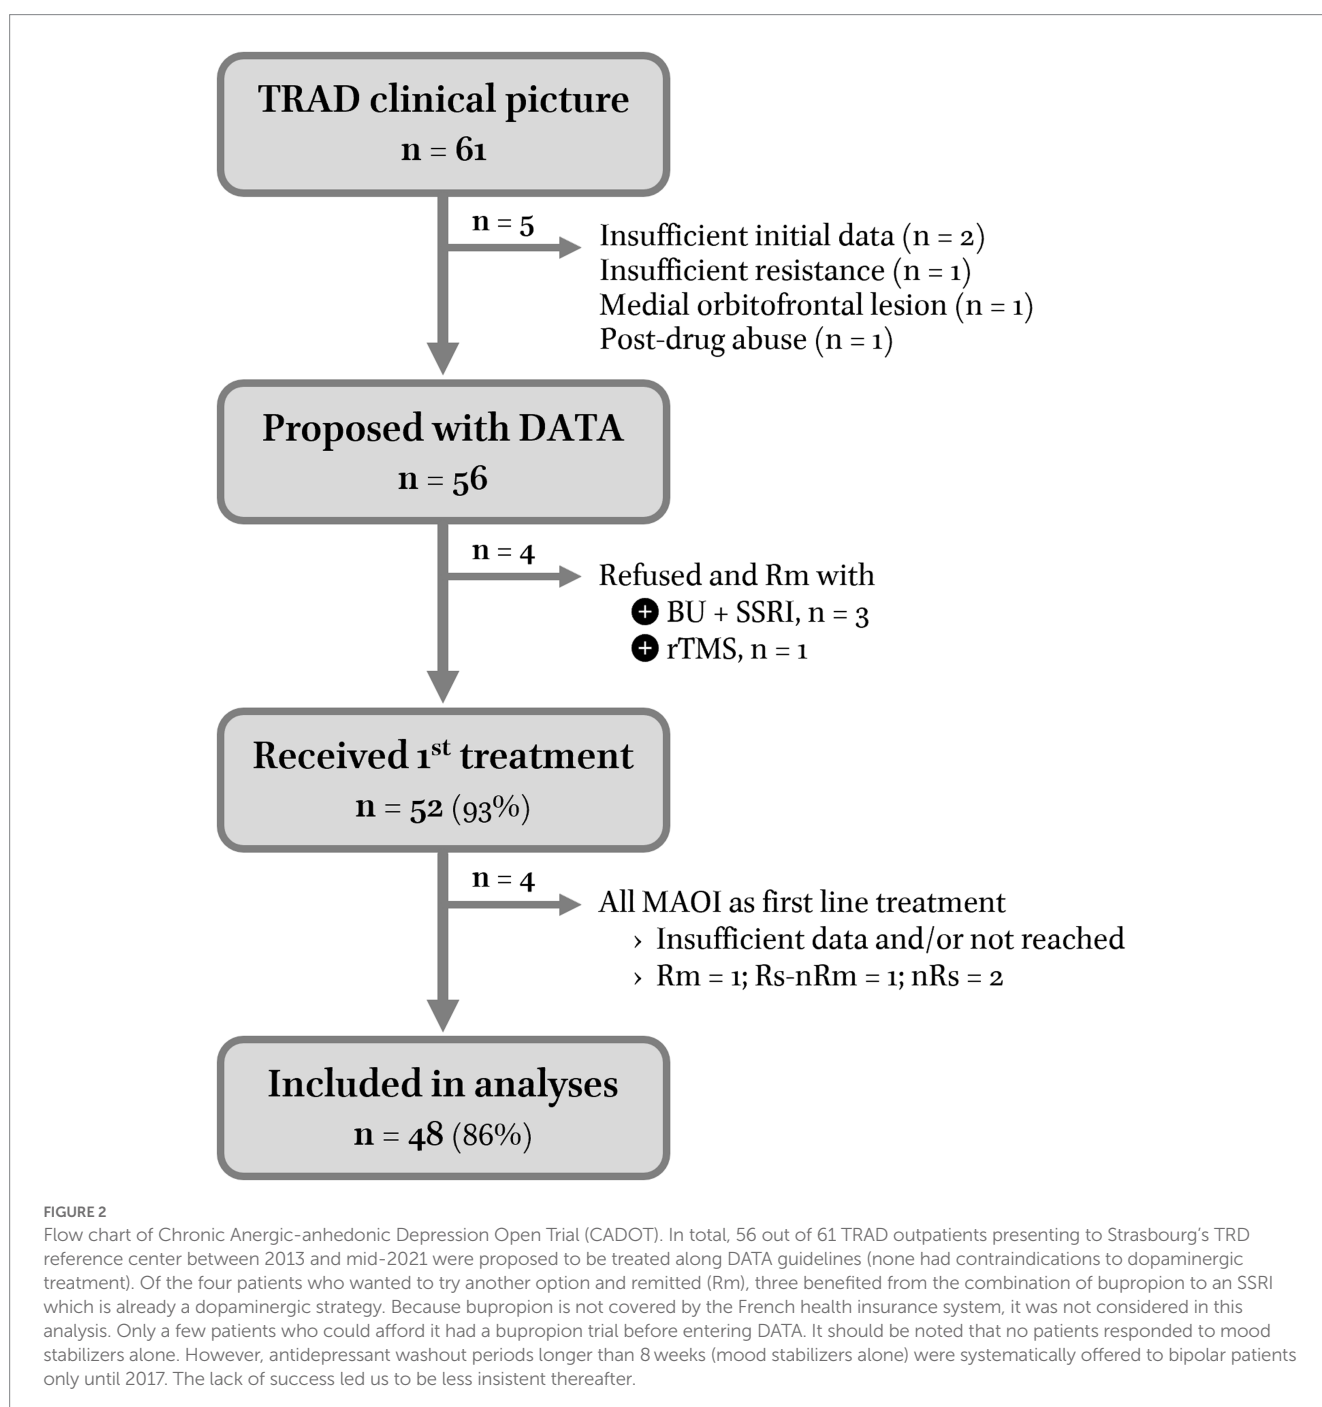 TRAD clinical picture
n = 61
n = 5
Insufficient initial data (n = 2)
Insufficient resistance (n = 1)
Medial orbitofrontal lesion (n = 1)
Post-drug abuse (n = 1)
Proposed with DATA
n = 56
n = 4
Refused and Rm with
+ BU + SSRI, n = 3
+ rTMS, n = 1
Received 1st treatment
n = 52 (93%)
n = 4
All MAOI as first line treatment
› Insufficient data and/or not reached
› Rm = 1; Rs-nRm = 1; nRs = 2
Included in analyses
n = 48 (86%)
FIGURE 2
Flow chart of Chronic Anergic-anhedonic Depression Open Trial (CADOT). In total, 56 out of 61 TRAD outpatients presenting to Strasbourg's TRD
reference center between 2013 and mid-2021 were proposed to be treated along DATA guidelines (none had contraindications to dopaminergic
treatment). Of the four patients who wanted to try another option and remitted (Rm), three benefited from the combination of bupropion to an SSRI
which is already a dopaminergic strategy. Because bupropion is not covered by the French health insurance system, it was not considered in this
analysis. Only a few patients who could afford it had a bupropion trial before entering DATA. It should be noted that no patients responded to mood
stabilizers alone. However, antidepressant washout periods longer than 8 weeks (mood stabilizers alone) were systematically offered to bipolar patients
only until 2017. The lack of success led us to be less insistent thereafter.